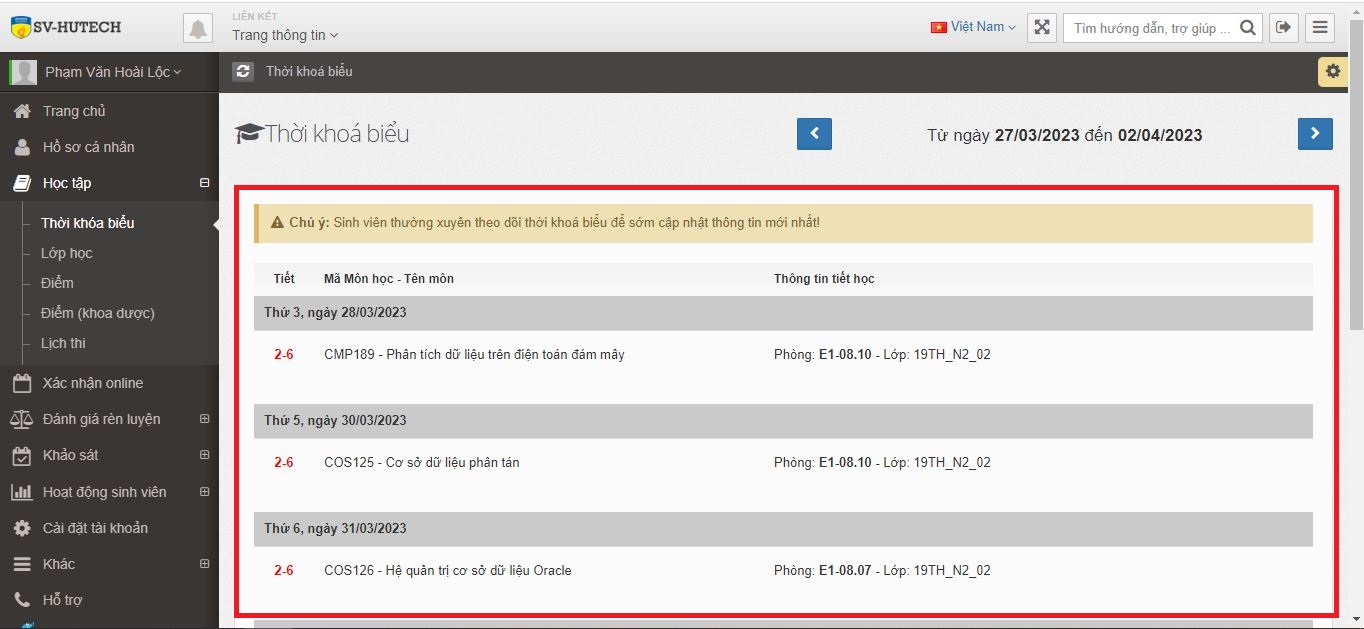 SV-HUTECH
LIÊN KẾT
Trang thông tin
Việt Nam
Tìm hướng dẫn, trợ giúp ...
Phạm Văn Hoài Lộc
Thời khoá biểu
Trang chủ
Hồ sơ cá nhân
Học tập
Thời khóa biểu
Lớp học
Điểm
Điểm (khoa dược)
Lịch thi
Xác nhận online
Đánh giá rèn luyện
Khảo sát
Hoạt động sinh viên
Cài đặt tài khoản
Khác
Hỗ trợ
Thời khoá biểu
Từ ngày 27/03/2023 đến 02/04/2023
Chú ý: Sinh viên thường xuyên theo dõi thời khoá biểu để sớm cập nhật thông tin mới nhất!
Tiết Mã Môn học - Tên môn Thông tin tiết học
Thứ 3, ngày 28/03/2023
2-6 CMP189 - Phân tích dữ liệu trên điện toán đám mây Phòng: E1-08.10 - Lớp: 19TH_N2_02
Thứ 5, ngày 30/03/2023
2-6 COS125 - Cơ sở dữ liệu phân tán Phòng: E1-08.10 - Lớp: 19TH_N2_02
Thứ 6, ngày 31/03/2023
2-6 COS126 - Hệ quản trị cơ sở dữ liệu Oracle Phòng: E1-08.07 - Lớp: 19TH_N2_02